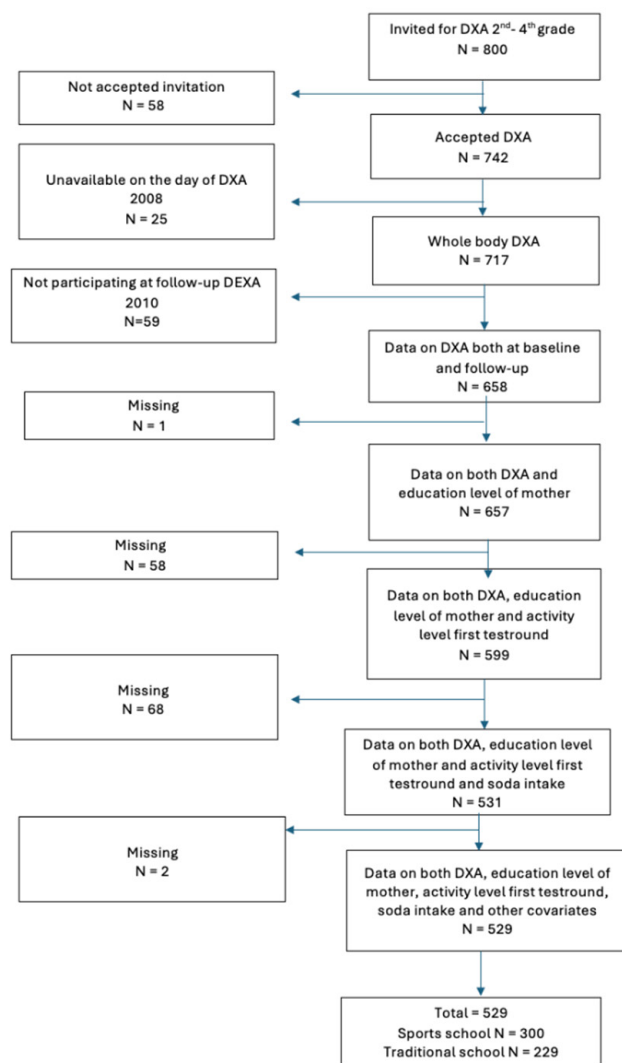 Invited for DXA 2nd- 4th grade
N = 800
Not accepted invitation
N = 58
Accepted DXA
N = 742
Unavailable on the day of DXA
2008
N = 25
Whole body DXA
N = 717
Not participating at follow-up DEXA
2010
N=59
Data on DXA both at baseline
and follow-up
N = 658
Missing
N = 1
Data on both DXA and
education level of mother
N = 657
Missing
N = 58
Data on both DXA, education
level of mother and activity
level first testround
N = 599
Missing
N = 68
Data on both DXA, education level
of mother and activity level first
testround and soda intake
N = 531
Missing
N = 2
Data on both DXA, education level of
mother, activity level first testround,
soda intake and other covariates
N = 529
Total = 529
Sports school N = 300
Traditional school N = 229